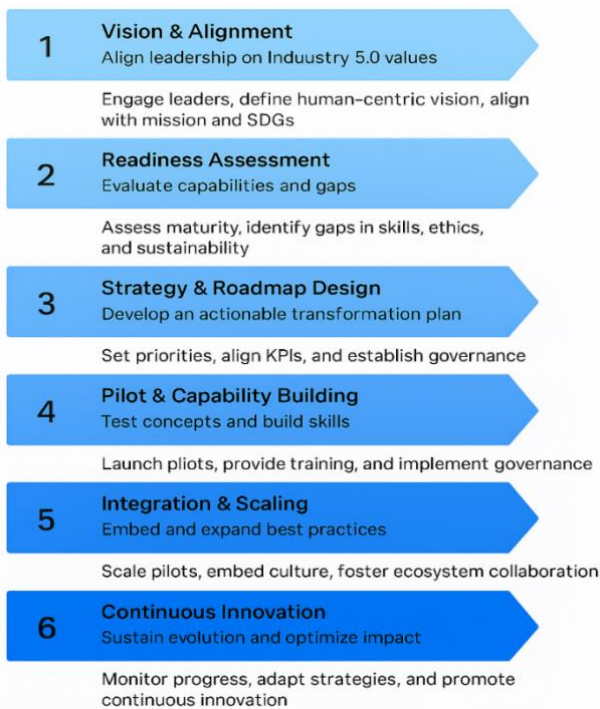 1
Vision & Alignment
Align leadership on Induustry 5.0 values
Engage leaders, define human-centric vision, align
with mission and SDGs
2
Readiness Assessment
Evaluate capabilities and gaps
Assess maturity, identify gaps in skills, ethics,
and sustainability
3
Strategy & Roadmap Design
Develop an actionable transformation plan
Set priorities, align KPIs, and establish governance
4
Pilot & Capability Building
Test concepts and build skills
Launch pliots, provide training, and implement governance
5
Integration & Scaling
Embed and expand best practices
Scale pilots, embed culture, foster ecosystem collaboration
6
Continuous Innovation
Sustain evolution and optimize impact
Monitor progress, adapt strategies, and promote
continuous innovation